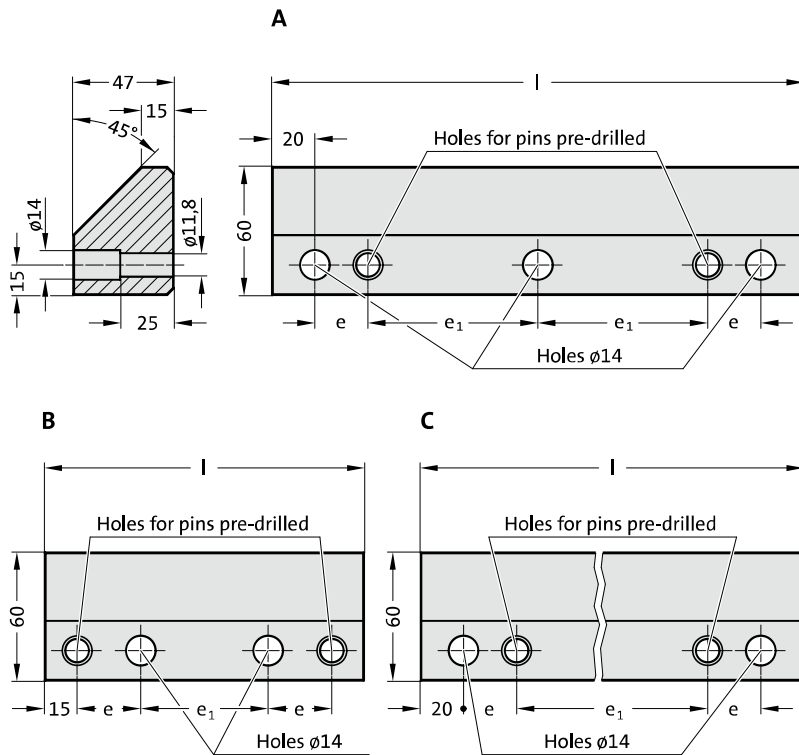 A
47
15
45°
ø14
ø11,8
15
25
l
20
Holes for pins pre-drilled
60
e
e₁
e₁
e
Holes ø14
B
l
Holes for pins pre-drilled
60
15
e
e₁
e
Holes ø14
C
l
Holes for pins pre-drilled
60
20
e
e₁
e
Holes ø14